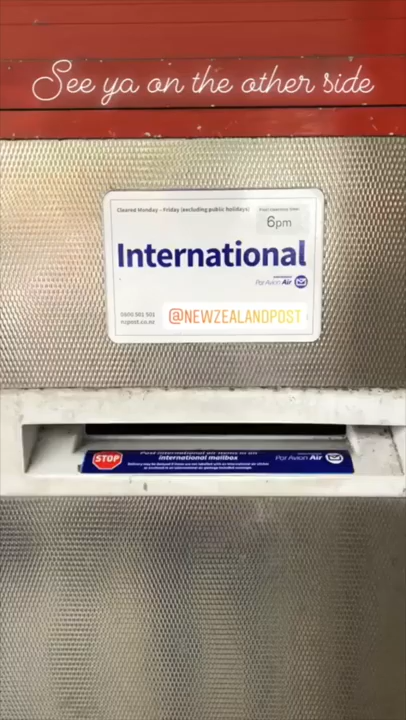 See ya on the other side
Cleared Monday – Friday (excluding public holidays)
6pm
International
Par Avion Air
0800 501 501
nzpost.co.nz
@NEWZEALANDPOST
STOP
international mailbox
Par Avion Air